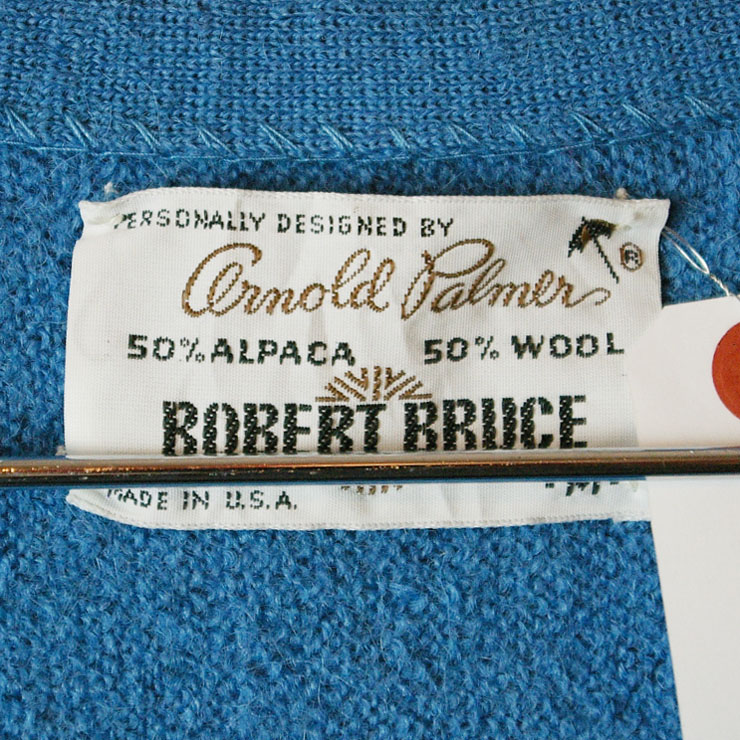 PERSONALLY DESIGNED BY
Arnold Palmer ®
50% ALPACA 50% WOOL
ROBERT BRUCE
MADE IN U.S.A.